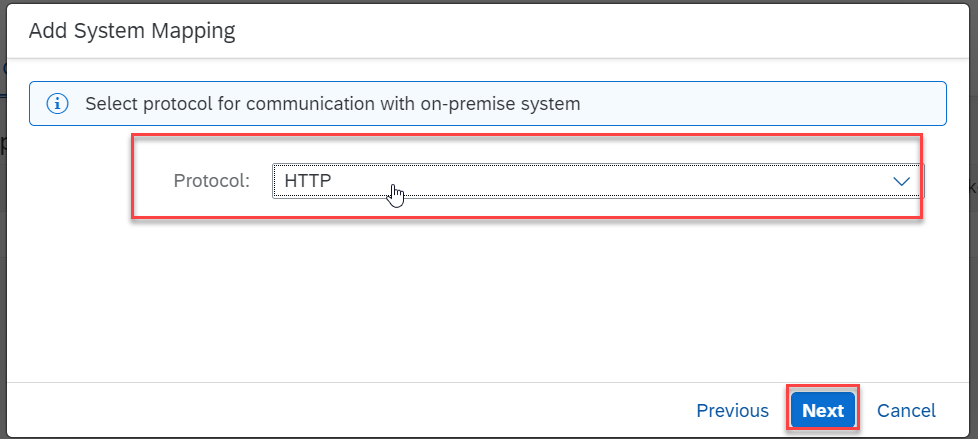 Add System Mapping
Select protocol for communication with on-premise system
Protocol: HTTP
Previous Next Cancel